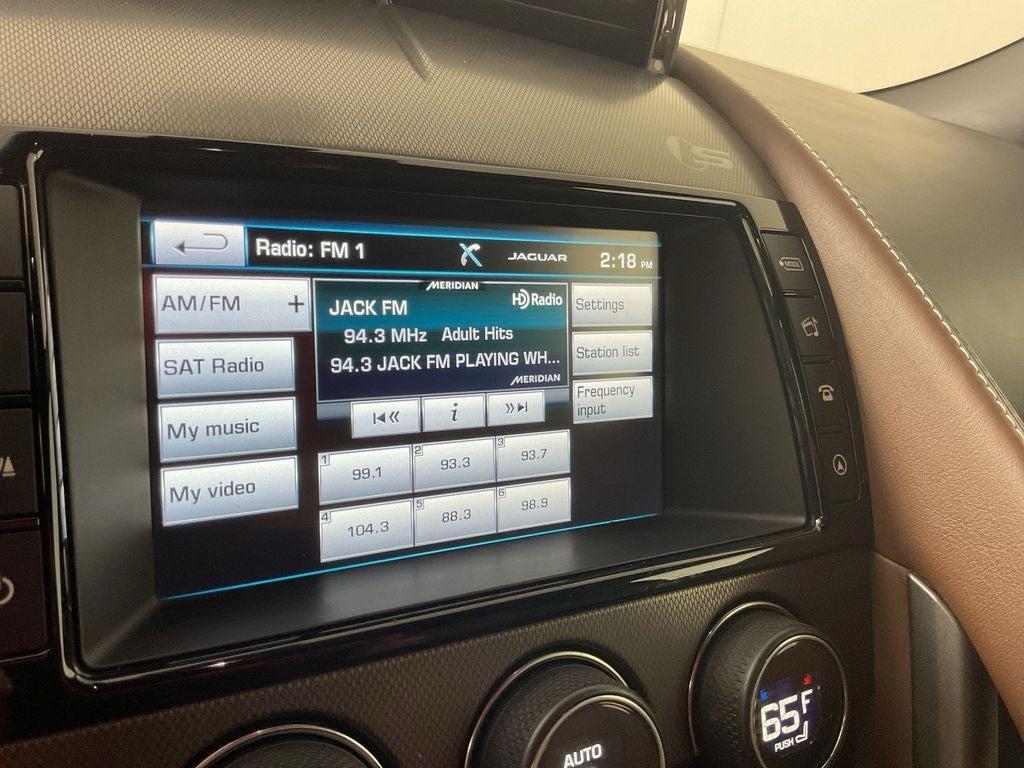 Radio: FM 1
JAGUAR
2:18 PM
AM/FM +
SAT Radio
My music
My video
MERIDIAN
JACK FM
HD Radio
94.3 MHz Adult Hits
94.3 JACK FM PLAYING WH...
MERIDIAN
i
Settings
Station list
Frequency
input
1 99.1
2 93.3
3 93.7
4 104.3
5 88.3
6 98.9
S
MODE
AUTO
65F
PUSH